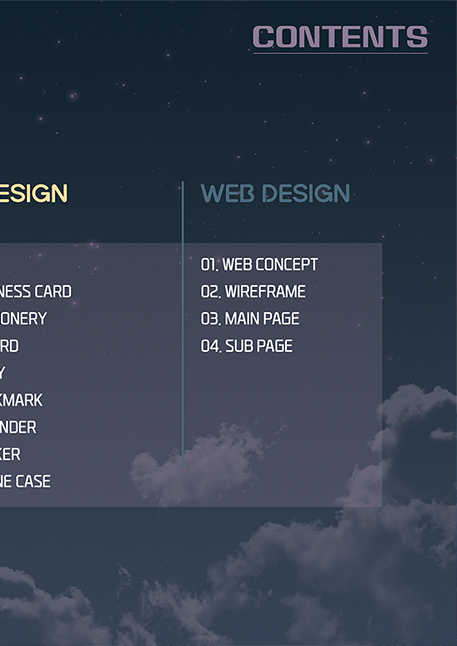 CONTENTS
ESIGN
NESS CARD
ONERY
RD
Y
KMARK
NDER
KER
NE CASE
WEB DESIGN
01. WEB CONCEPT
02. WIREFRAME
03. MAIN PAGE
04. SUB PAGE